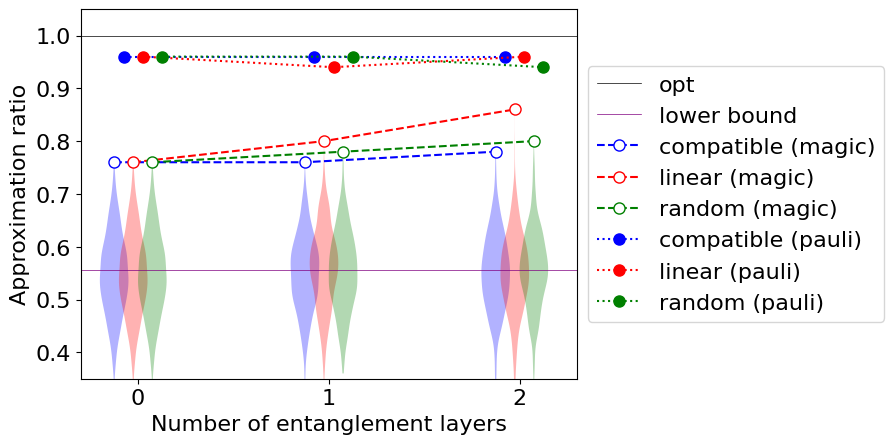 1.0
0.9
0.8
0.7
0.6
0.5
0.4
Approximation ratio
0 1 2
Number of entanglement layers
opt
lower bound
compatible (magic)
linear (magic)
random (magic)
compatible (pauli)
linear (pauli)
random (pauli)